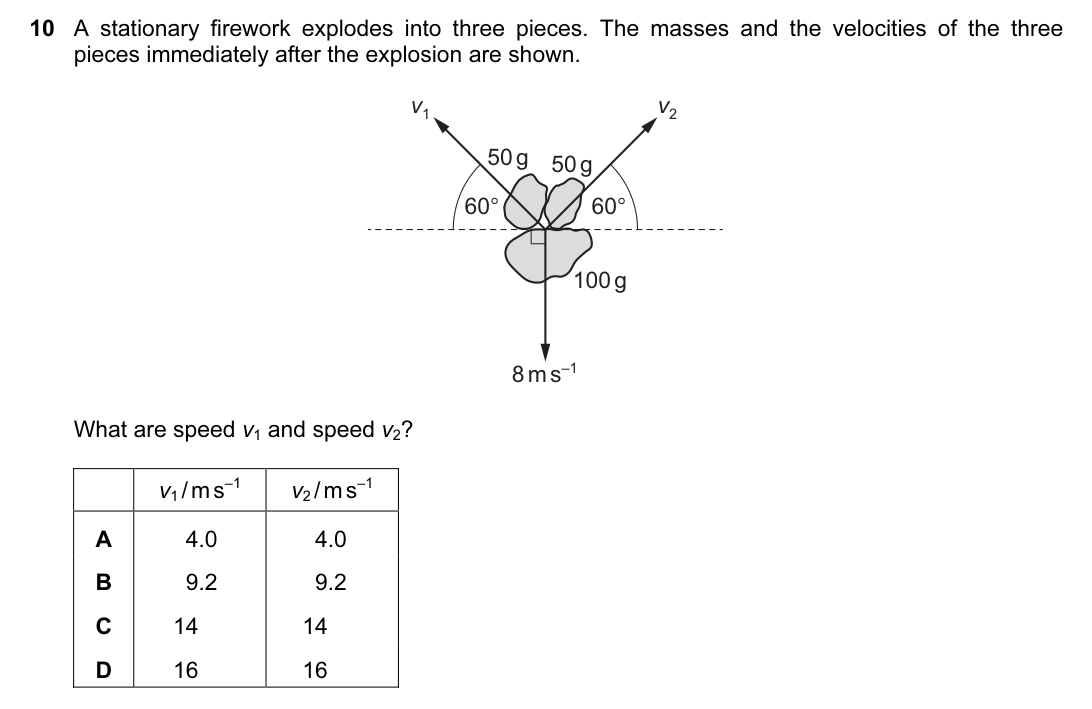 10 A stationary firework explodes into three pieces. The masses and the velocities of the three
pieces immediately after the explosion are shown.
v₁ v₂
50 g 50 g
60° 60°
100 g
8 m s⁻¹
What are speed v₁ and speed v₂?
v₁ / m s⁻¹ v₂ / m s⁻¹
A 4.0 4.0
B 9.2 9.2
C 14 14
D 16 16